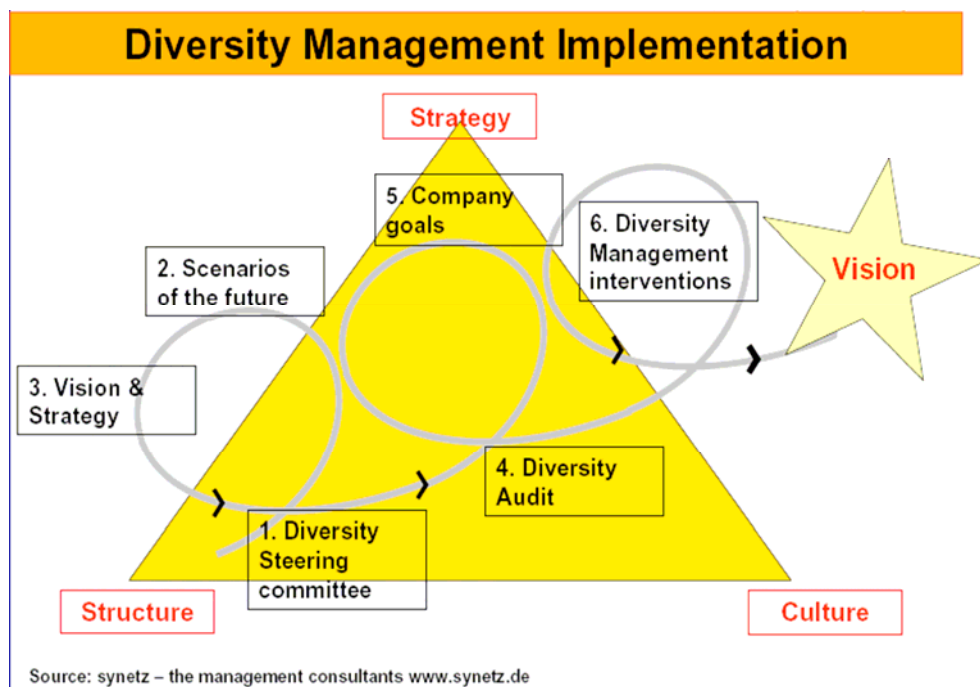 Diversity Management Implementation
Strategy
5. Company
goals
6. Diversity
Management
interventions
2. Scenarios
of the future
Vision
3. Vision &
Strategy
4. Diversity
Audit
1. Diversity
Steering
committee
Structure
Culture
Source: synetz – the management consultants www.synetz.de